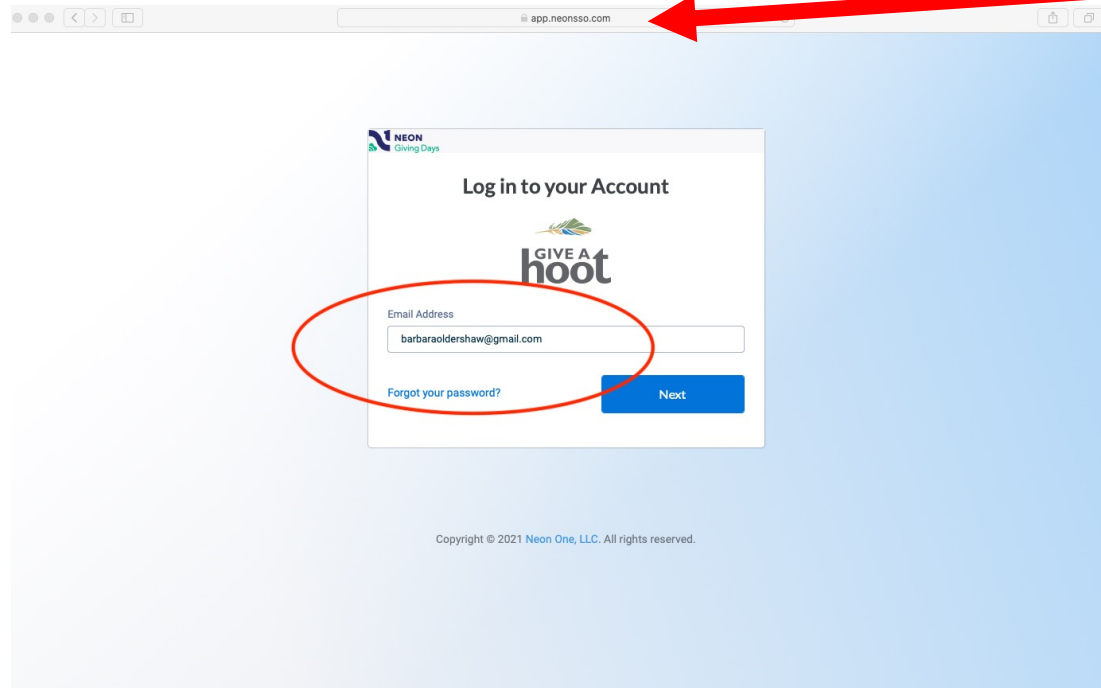 app.neonsso.com
NEON
Giving Days
Log in to your Account
GIVE A
hoot
Email Address
barbaraoldershaw@gmail.com
Forgot your password?
Next
Copyright © 2021 Neon One, LLC. All rights reserved.